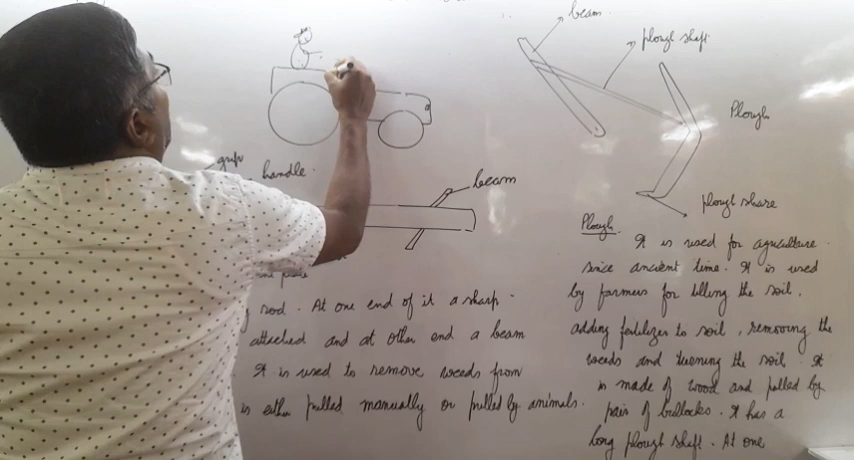 beam
plough shaft
Plough
plough share
grip
handle
beam
rod. At one end of it a sharp
attached and at other end a beam
It is used to remove weeds from
is either pulled manually or pulled by animals.
Plough.
It is used for agriculture
since ancient time. It is used
by farmers for tilling the soil,
adding fertilizer to soil, removing the
weeds and turning the soil. It
is made of wood and pulled by
pair of bullocks. It has a
long plough shaft. At one